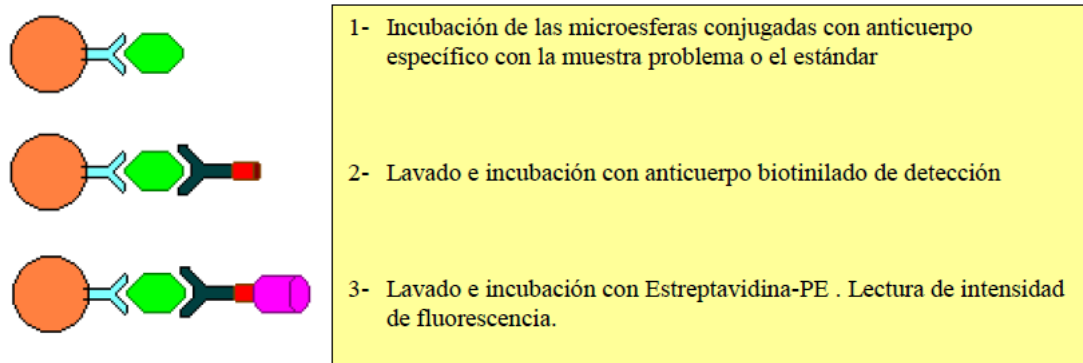 1- Incubación de las microesferas conjugadas con anticuerpo
específico con la muestra problema o el estándar
2- Lavado e incubación con anticuerpo biotinilado de detección
3- Lavado e incubación con Estreptavidina-PE . Lectura de intensidad
de fluorescencia.